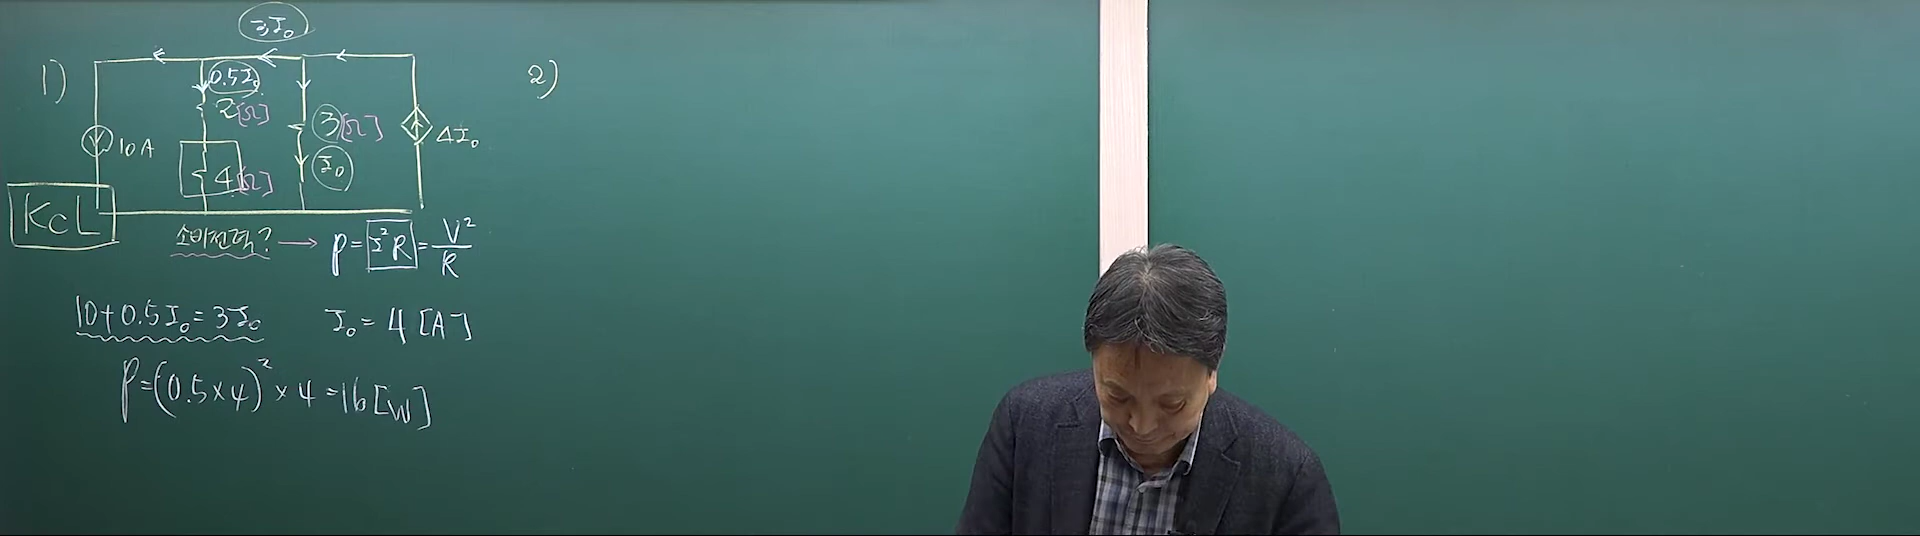 3I₀
1)
0.5I₀
2[Ω]
3[Ω]
10A
4I₀
4[Ω]
I₀
KCL
소비전력? → P=I²R=V²/R
10+0.5I₀=3I₀
I₀=4[A]
P=(0.5×4)²×4=16[W]
2)